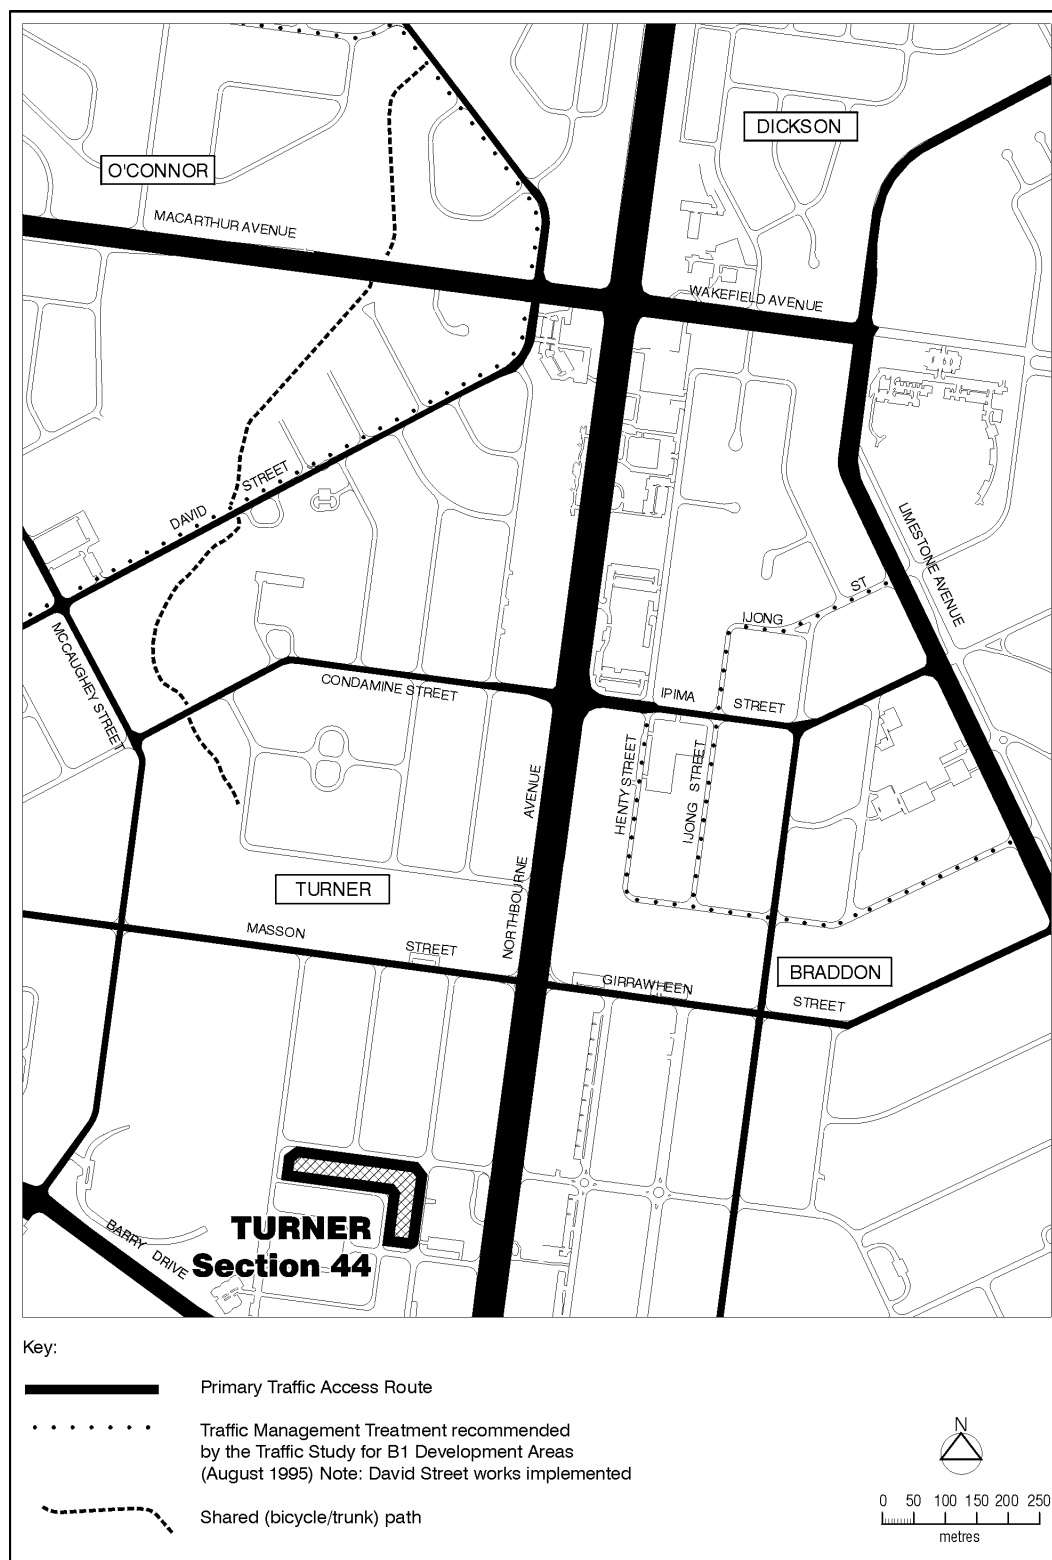 DICKSON
O'CONNOR
MACARTHUR AVENUE
WAKEFIELD AVENUE
DAVID STREET
LIMESTONE AVENUE
IJONG ST
MCCAUGHEY STREET
CONDAMINE STREET
IPIMA STREET
HENTY STREET
IJONG STREET
NORTHBOURNE AVENUE
TURNER
MASSON STREET
BRADDON
GIRRAWHEEN STREET
BARRY DRIVE
TURNER
Section 44
Key:
Primary Traffic Access Route
Traffic Management Treatment recommended
by the Traffic Study for B1 Development Areas
(August 1995) Note: David Street works implemented
Shared (bicycle/trunk) path
N
0 50 100 150 200 250
metres